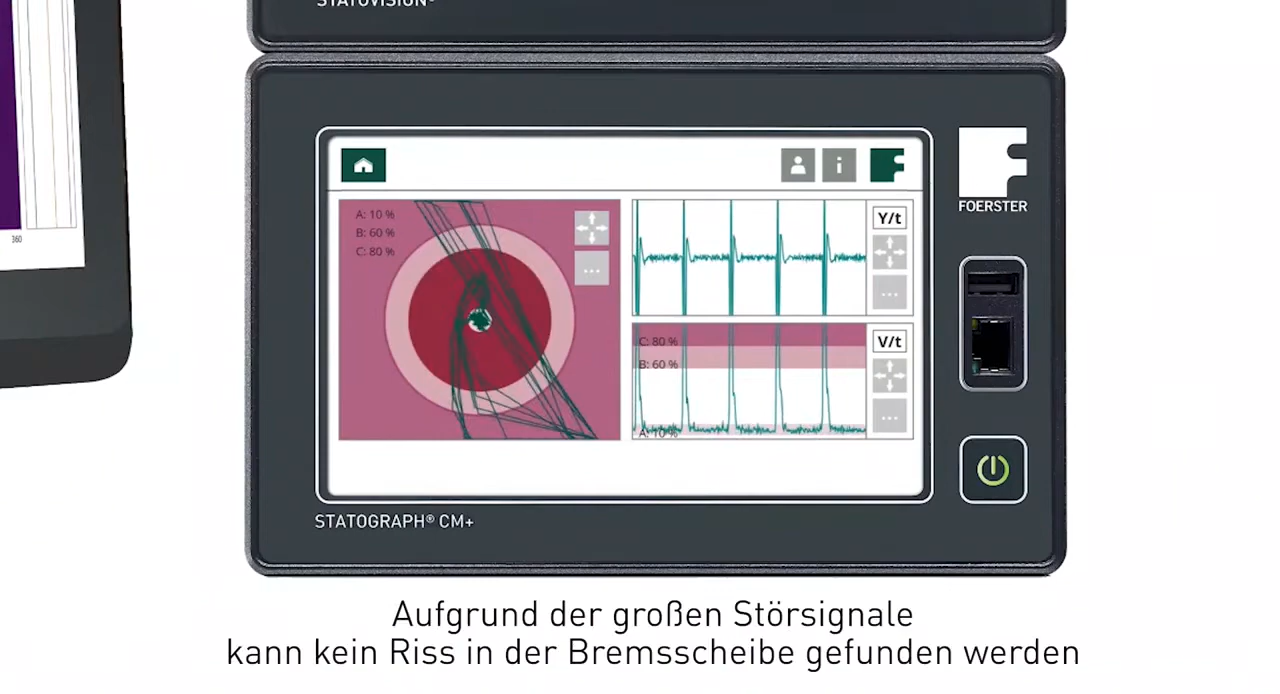 STATOVISION®
360
A: 10 %
B: 60 %
C: 80 %
Y/t
C: 80 %
B: 60 %
A: 10 %
V/t
FOERSTER
STATOGRAPH® CM+
Aufgrund der großen Störsignale
kann kein Riss in der Bremsscheibe gefunden werden